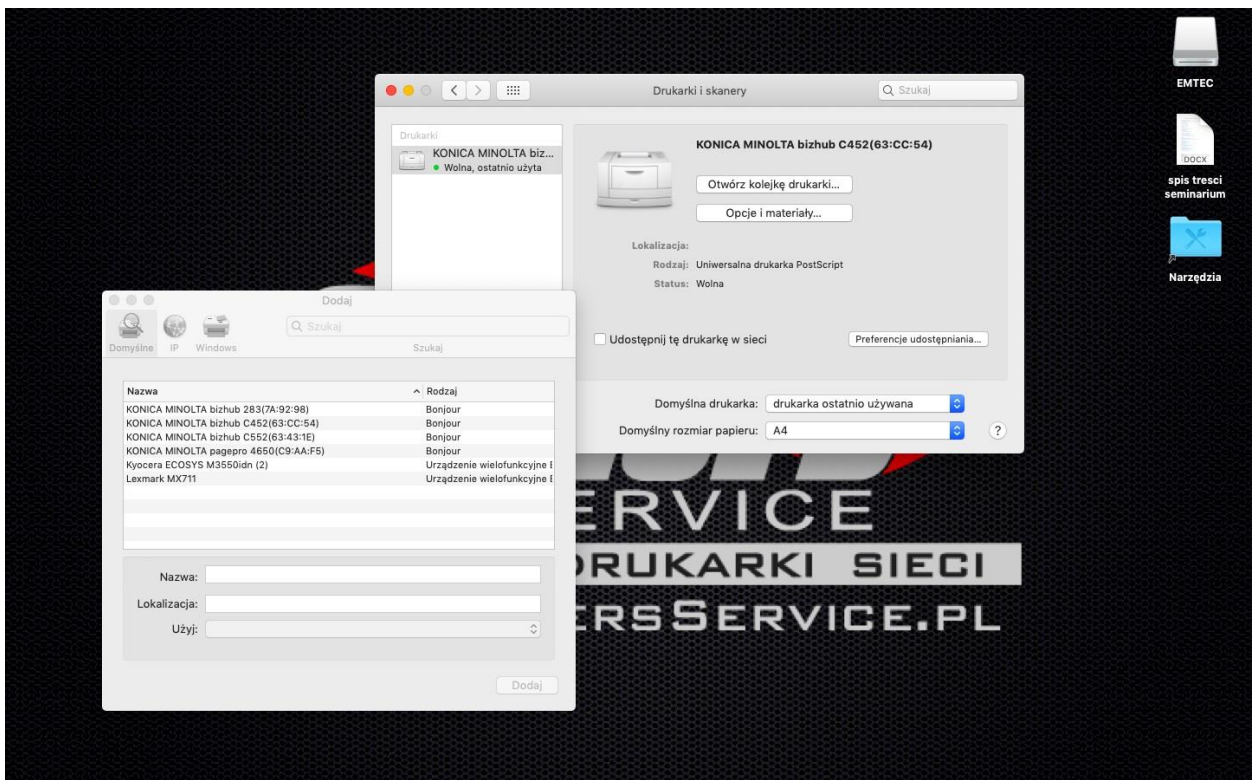 EMTEC
DOCX
spis tresci
seminarium
Narzędzia
Drukarki i skanery
Szukaj
Drukarki
KONICA MINOLTA biz...
Wolna, ostatnio użyta
KONICA MINOLTA bizhub C452(63:CC:54)
Otwórz kolejkę drukarki...
Opcje i materiały...
Lokalizacja:
Rodzaj: Uniwersalna drukarka PostScript
Status: Wolna
Udostępnij tę drukarkę w sieci
Preferencje udostępniania...
Domyślna drukarka: drukarka ostatnio używana
Domyślny rozmiar papieru: A4
?
Dodaj
Szukaj
Domyślne IP Windows Szukaj
Nazwa Rodzaj
KONICA MINOLTA bizhub 283(7A:92:98) Bonjour
KONICA MINOLTA bizhub C452(63:CC:54) Bonjour
KONICA MINOLTA bizhub C552(63:43:1E) Bonjour
KONICA MINOLTA pagepro 4650(C9:AA:F5) Bonjour
Kyocera ECOSYS M3550idn (2) Urządzenie wielofunkcyjne
Lexmark MX711 Urządzenie wielofunkcyjne
Nazwa:
Lokalizacja:
Użyj:
Dodaj
ERVICE
DRUKARKI SIECI
ERSSERVICE.PL